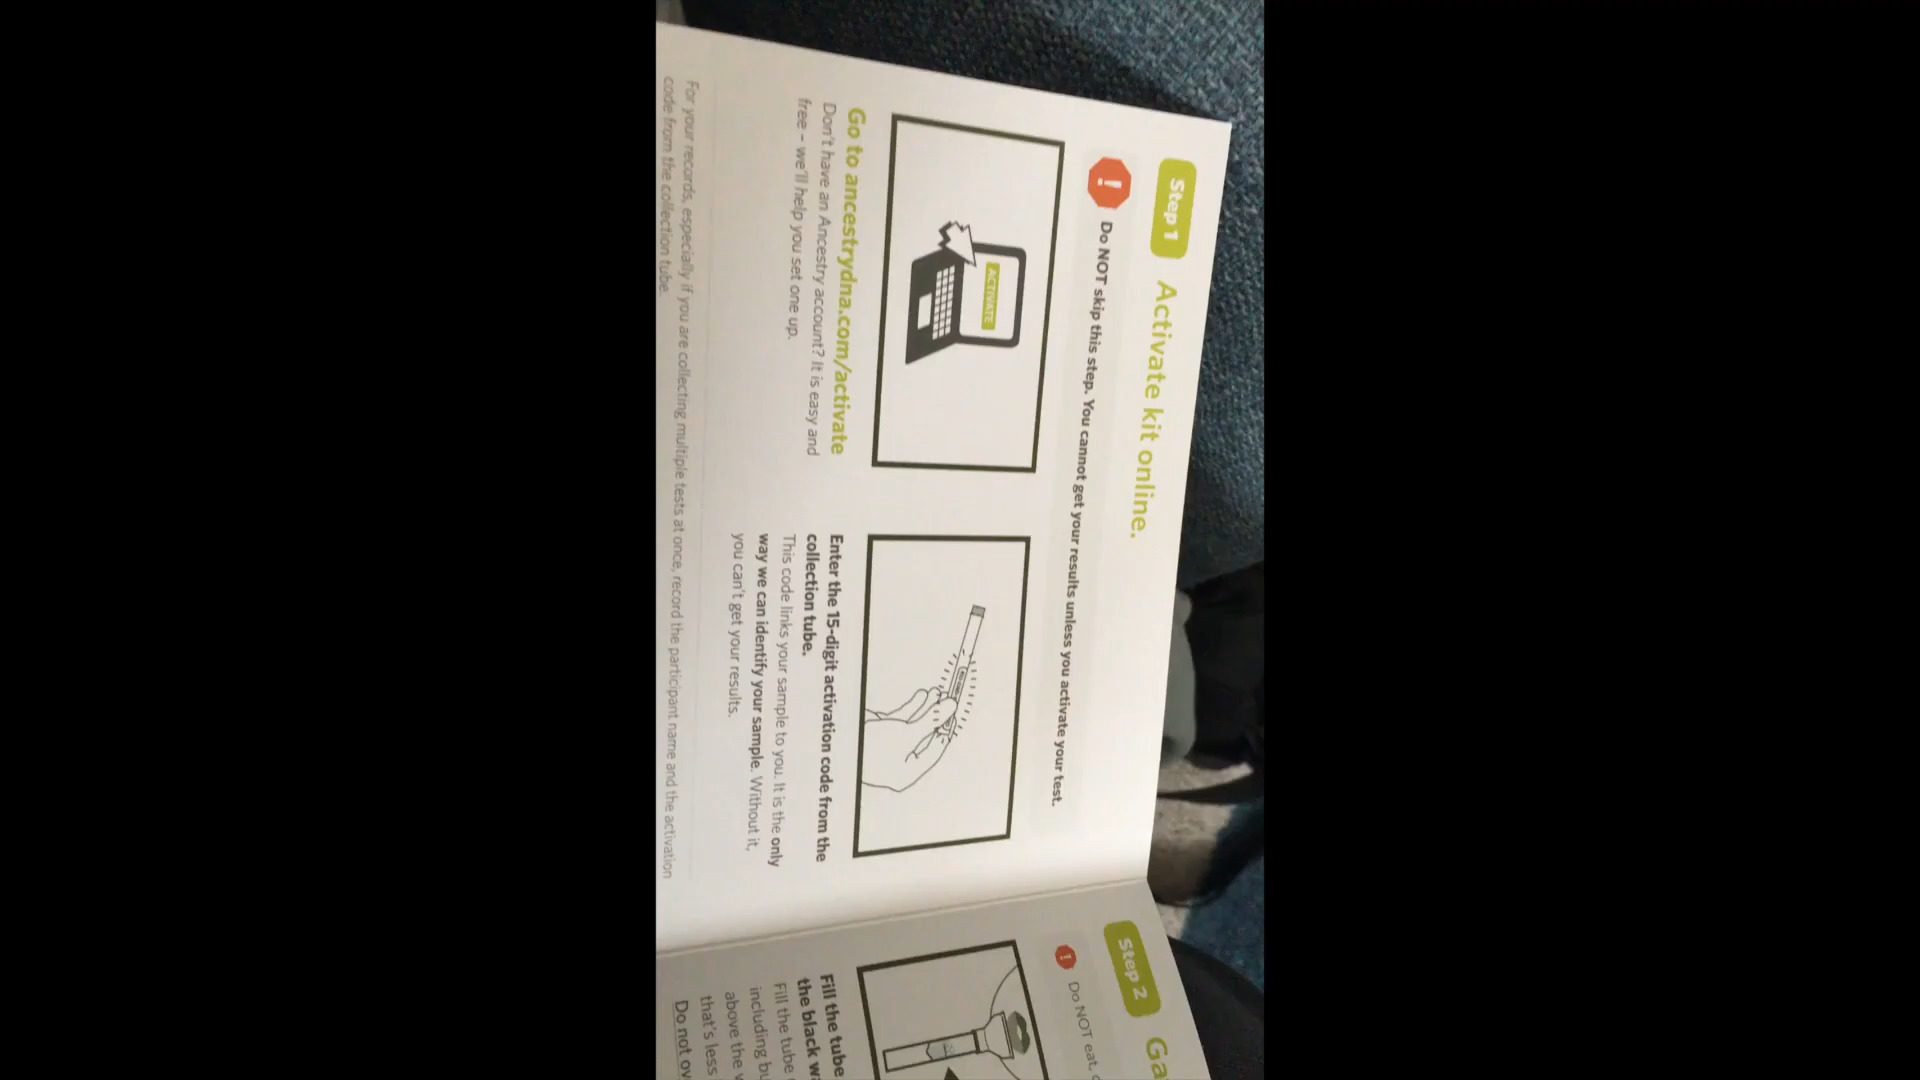 Step 1 Activate kit online.
Do NOT skip this step. You cannot get your results unless you activate your test.
ACTIVATE
Go to ancestrydna.com/activate
Don't have an Ancestry account? It is easy and
free – we'll help you set one up.
Enter the 15-digit activation code from the
collection tube.
This code links your sample to you. It is the only
way we can identify your sample. Without it,
you can't get your results.
For your records, especially if you are collecting multiple tests at once, record the participant name and the activation
code from the collection tube.
Step 2 Ga
Do NOT eat,
Fill the tube
the black
Fill the tube
including
above the
that's less
Do not